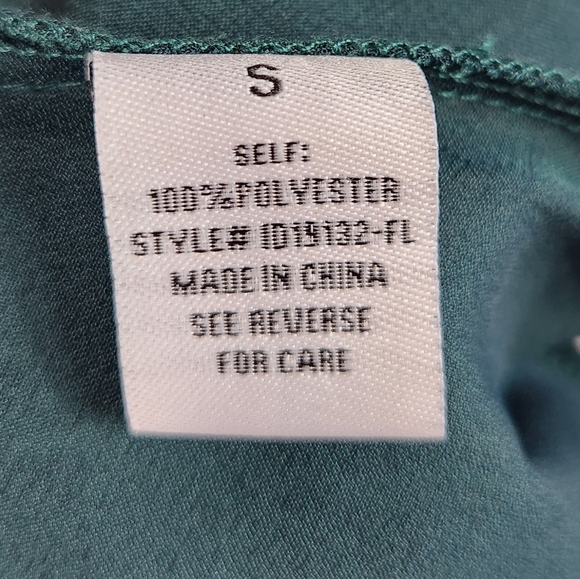 S
SELF:
100%POLYESTER
STYLE# ID19132-FL
MADE IN CHINA
SEE REVERSE
FOR CARE